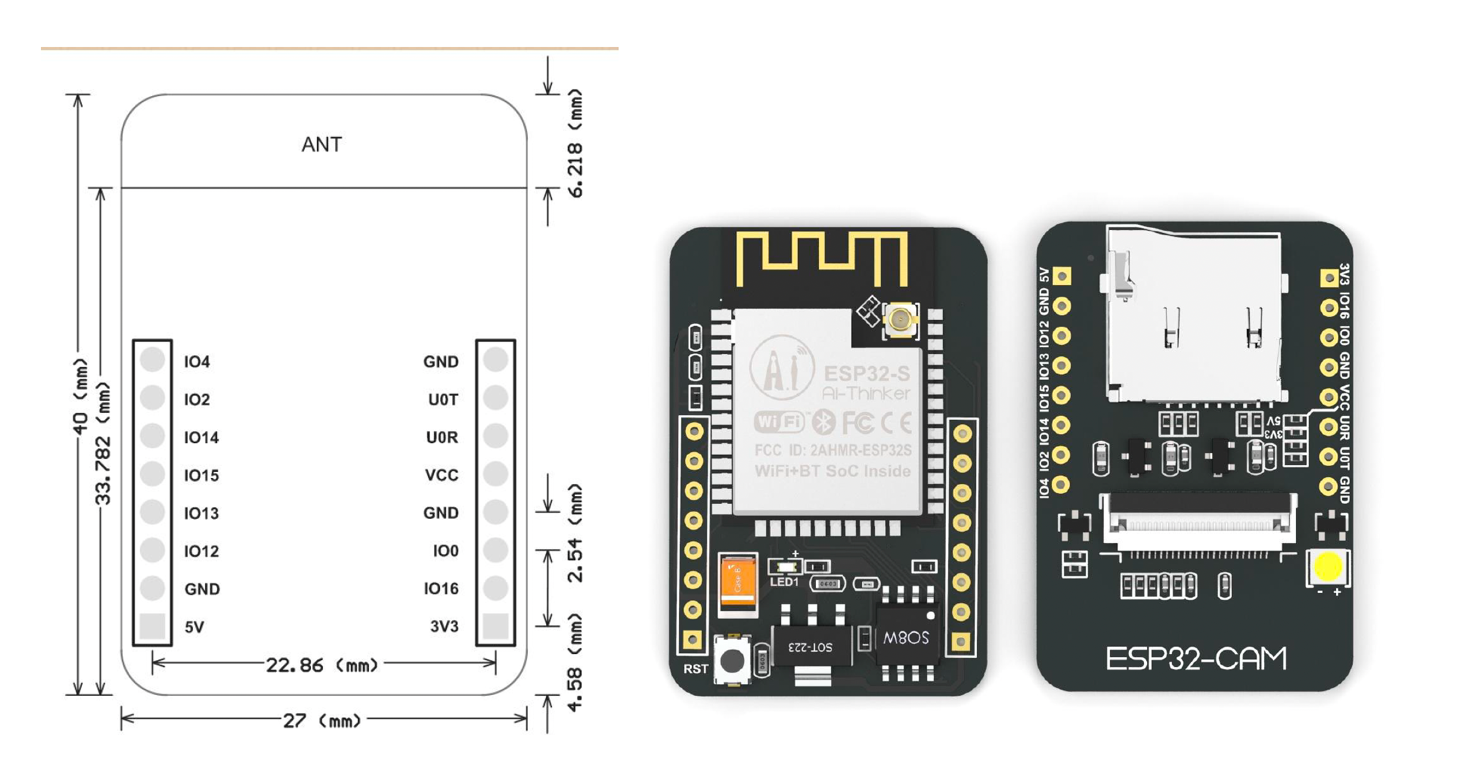 ANT
6.218 (mm)
40 (mm)
33.782 (mm)
IO4
IO2
IO14
IO15
IO13
IO12
GND
5V
GND
U0T
U0R
VCC
GND
IO0
IO16
3V3
2.54 (mm)
4.58 (mm)
22.86 (mm)
27 (mm)
Ai
ESP32-S
AI-Thinker
WiFi FC CE
FCC ID: 2AHMR-ESP32S
WiFi+BT SoC Inside
+
LED1
SOT-223
SO8W
RST
5V
GND
IO12
IO13
IO15
IO14
IO2
IO4
3V3
IO16
IO0
GND
VCC
U0R
U0T
GND
5V
3V3
- +
ESP32-CAM